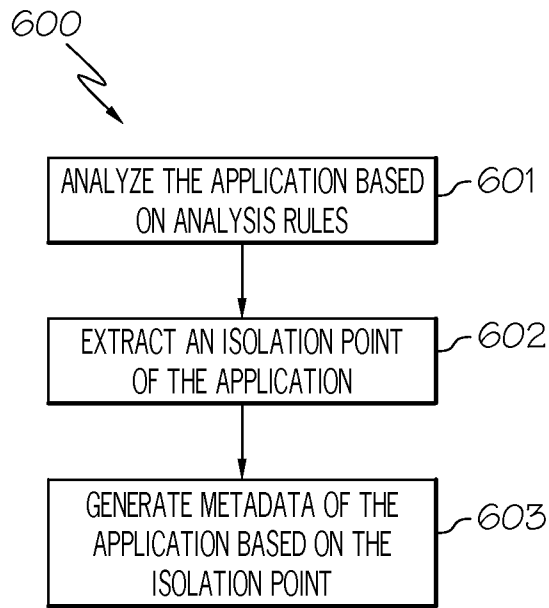 600
ANALYZE THE APPLICATION BASED
ON ANALYSIS RULES
601
EXTRACT AN ISOLATION POINT
OF THE APPLICATION
602
GENERATE METADATA OF THE
APPLICATION BASED ON THE
ISOLATION POINT
603